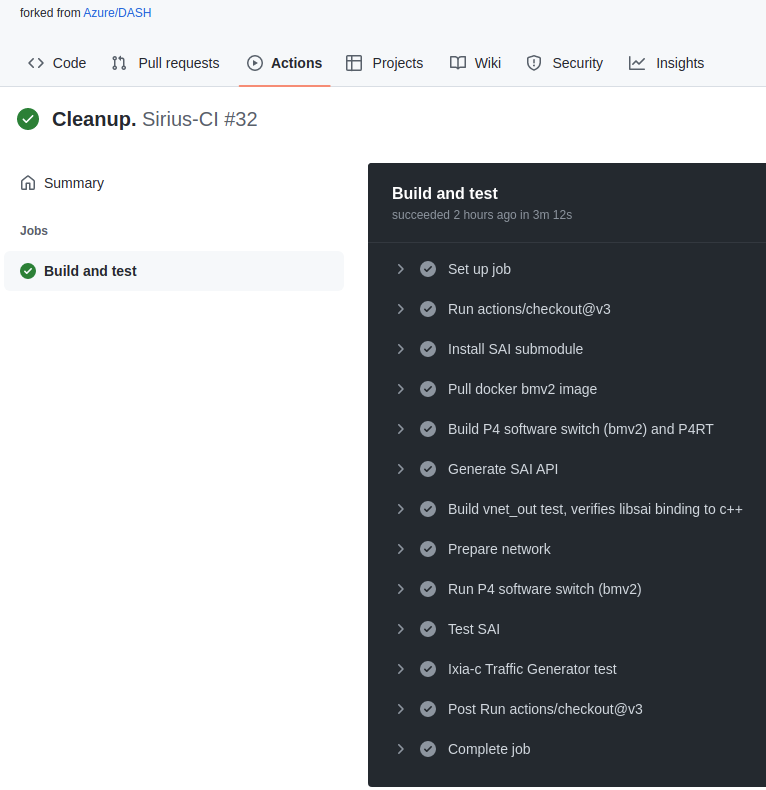 forked from Azure/DASH
Code Pull requests Actions Projects Wiki Security Insights
Cleanup. Sirius-CI #32
Summary
Jobs
Build and test
Build and test
succeeded 2 hours ago in 3m 12s
Set up job
Run actions/checkout@v3
Install SAI submodule
Pull docker bmv2 image
Build P4 software switch (bmv2) and P4RT
Generate SAI API
Build vnet_out test, verifies libsai binding to c++
Prepare network
Run P4 software switch (bmv2)
Test SAI
Ixia-c Traffic Generator test
Post Run actions/checkout@v3
Complete job